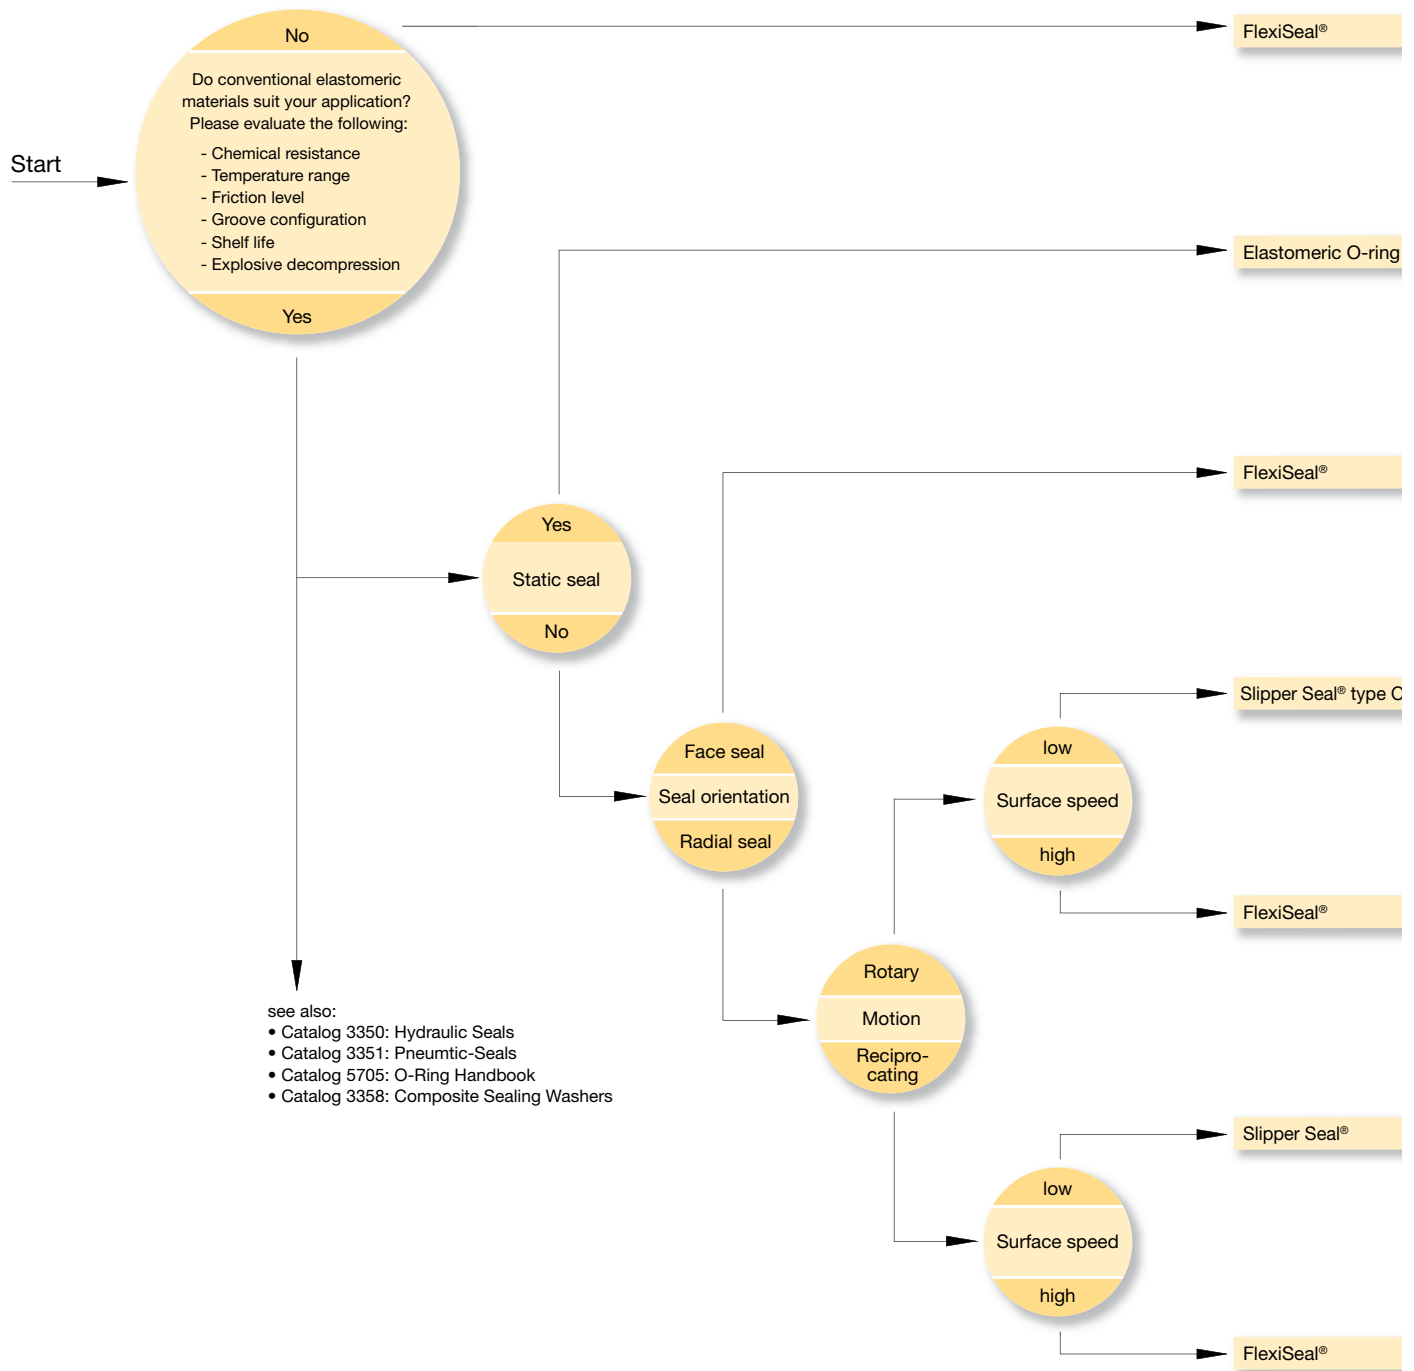 No
FlexiSeal®
Do conventional elastomeric
materials suit your application?
Please evaluate the following:
- Chemical resistance
- Temperature range
- Friction level
- Groove configuration
- Shelf life
- Explosive decompression
Start
Yes
Elastomeric O-ring
FlexiSeal®
Yes
Static seal
No
Slipper Seal® type C
Face seal
Seal orientation
Radial seal
low
Surface speed
high
FlexiSeal®
Rotary
Motion
Recipro-
cating
see also:
• Catalog 3350: Hydraulic Seals
• Catalog 3351: Pneumtic-Seals
• Catalog 5705: O-Ring Handbook
• Catalog 3358: Composite Sealing Washers
Slipper Seal®
low
Surface speed
high
FlexiSeal®